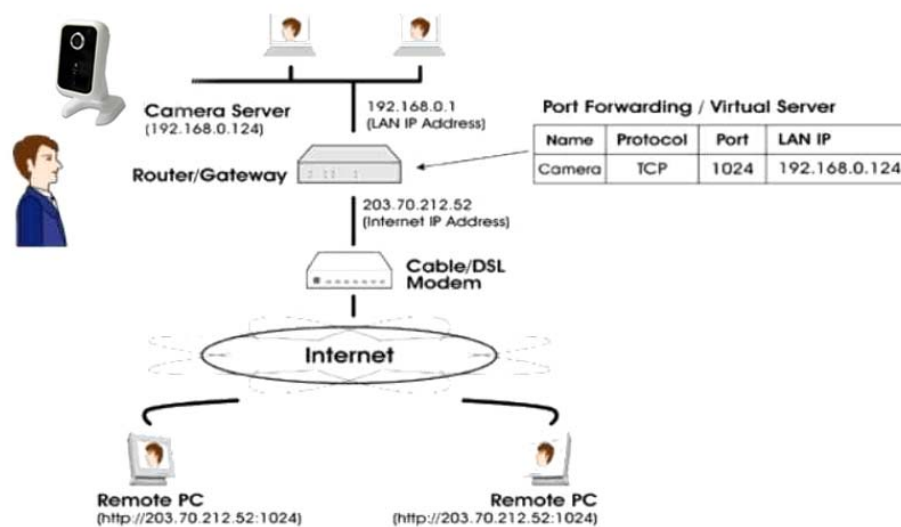 Camera Server
(192.168.0.124)
192.168.0.1
(LAN IP Address)
Port Forwarding / Virtual Server
Name Protocol Port LAN IP
Camera TCP 1024 192.168.0.124
Router/Gateway
203.70.212.52
(Internet IP Address)
Cable/DSL
Modem
Internet
Remote PC
(http://203.70.212.52:1024)
Remote PC
(http://203.70.212.52:1024)